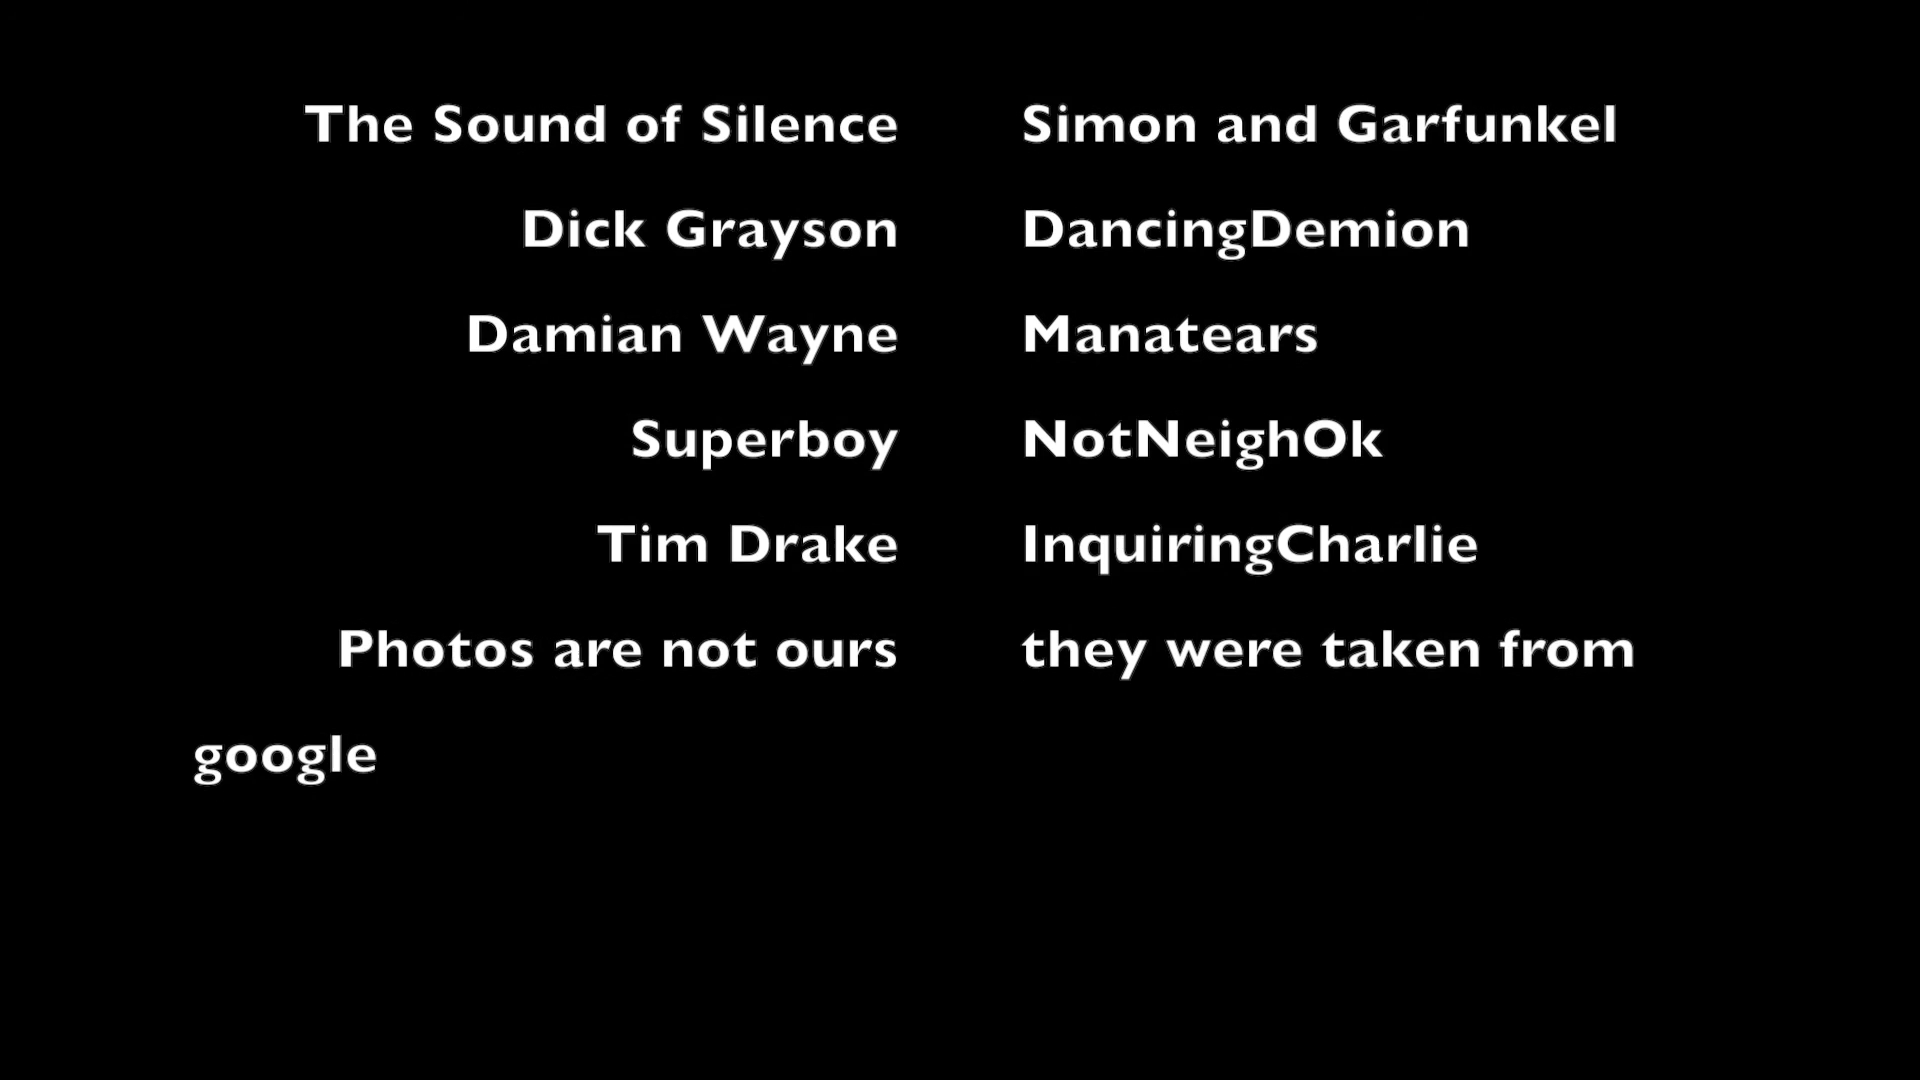 The Sound of Silence Simon and Garfunkel
Dick Grayson DancingDemion
Damian Wayne Manatears
Superboy NotNeighOk
Tim Drake InquiringCharlie
Photos are not ours they were taken from
google